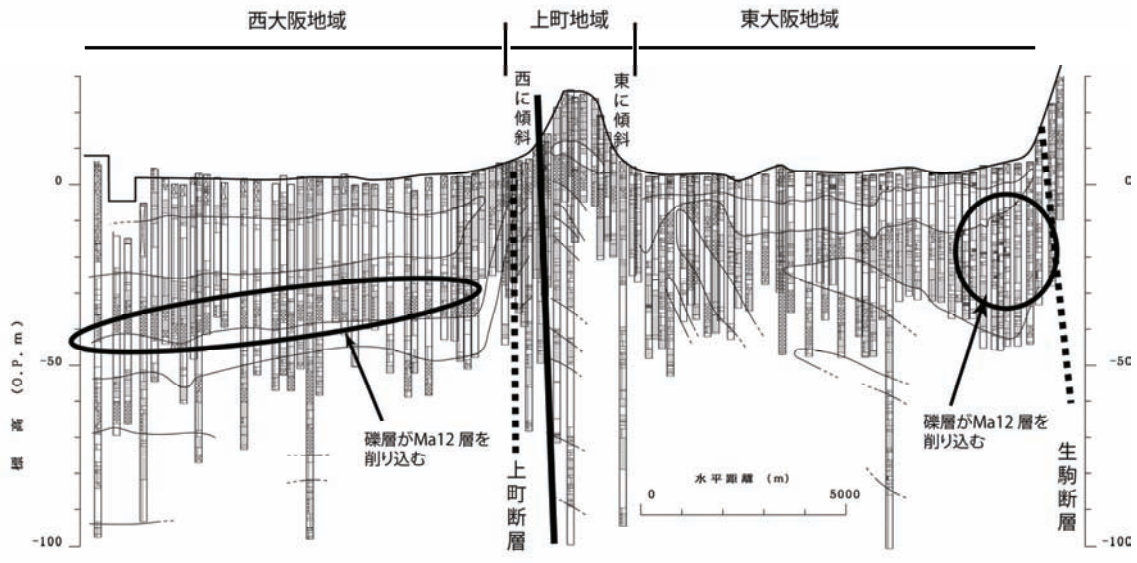 西大阪地域
上町地域
東大阪地域
西に傾斜
東に傾斜
0
-50
-100
標高 (O.P. m)
0
-50
-100
礫層がMa12 層を
削り込む
上町断層
水平距離 (m)
0 5000
礫層がMa12 層を
削り込む
生駒断層